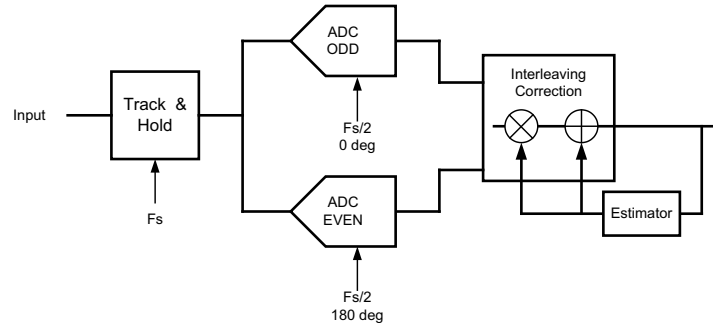 Input
Track & Hold
Fs
ADC
ODD
Fs/2
0 deg
ADC
EVEN
Fs/2
180 deg
Interleaving
Correction
Estimator